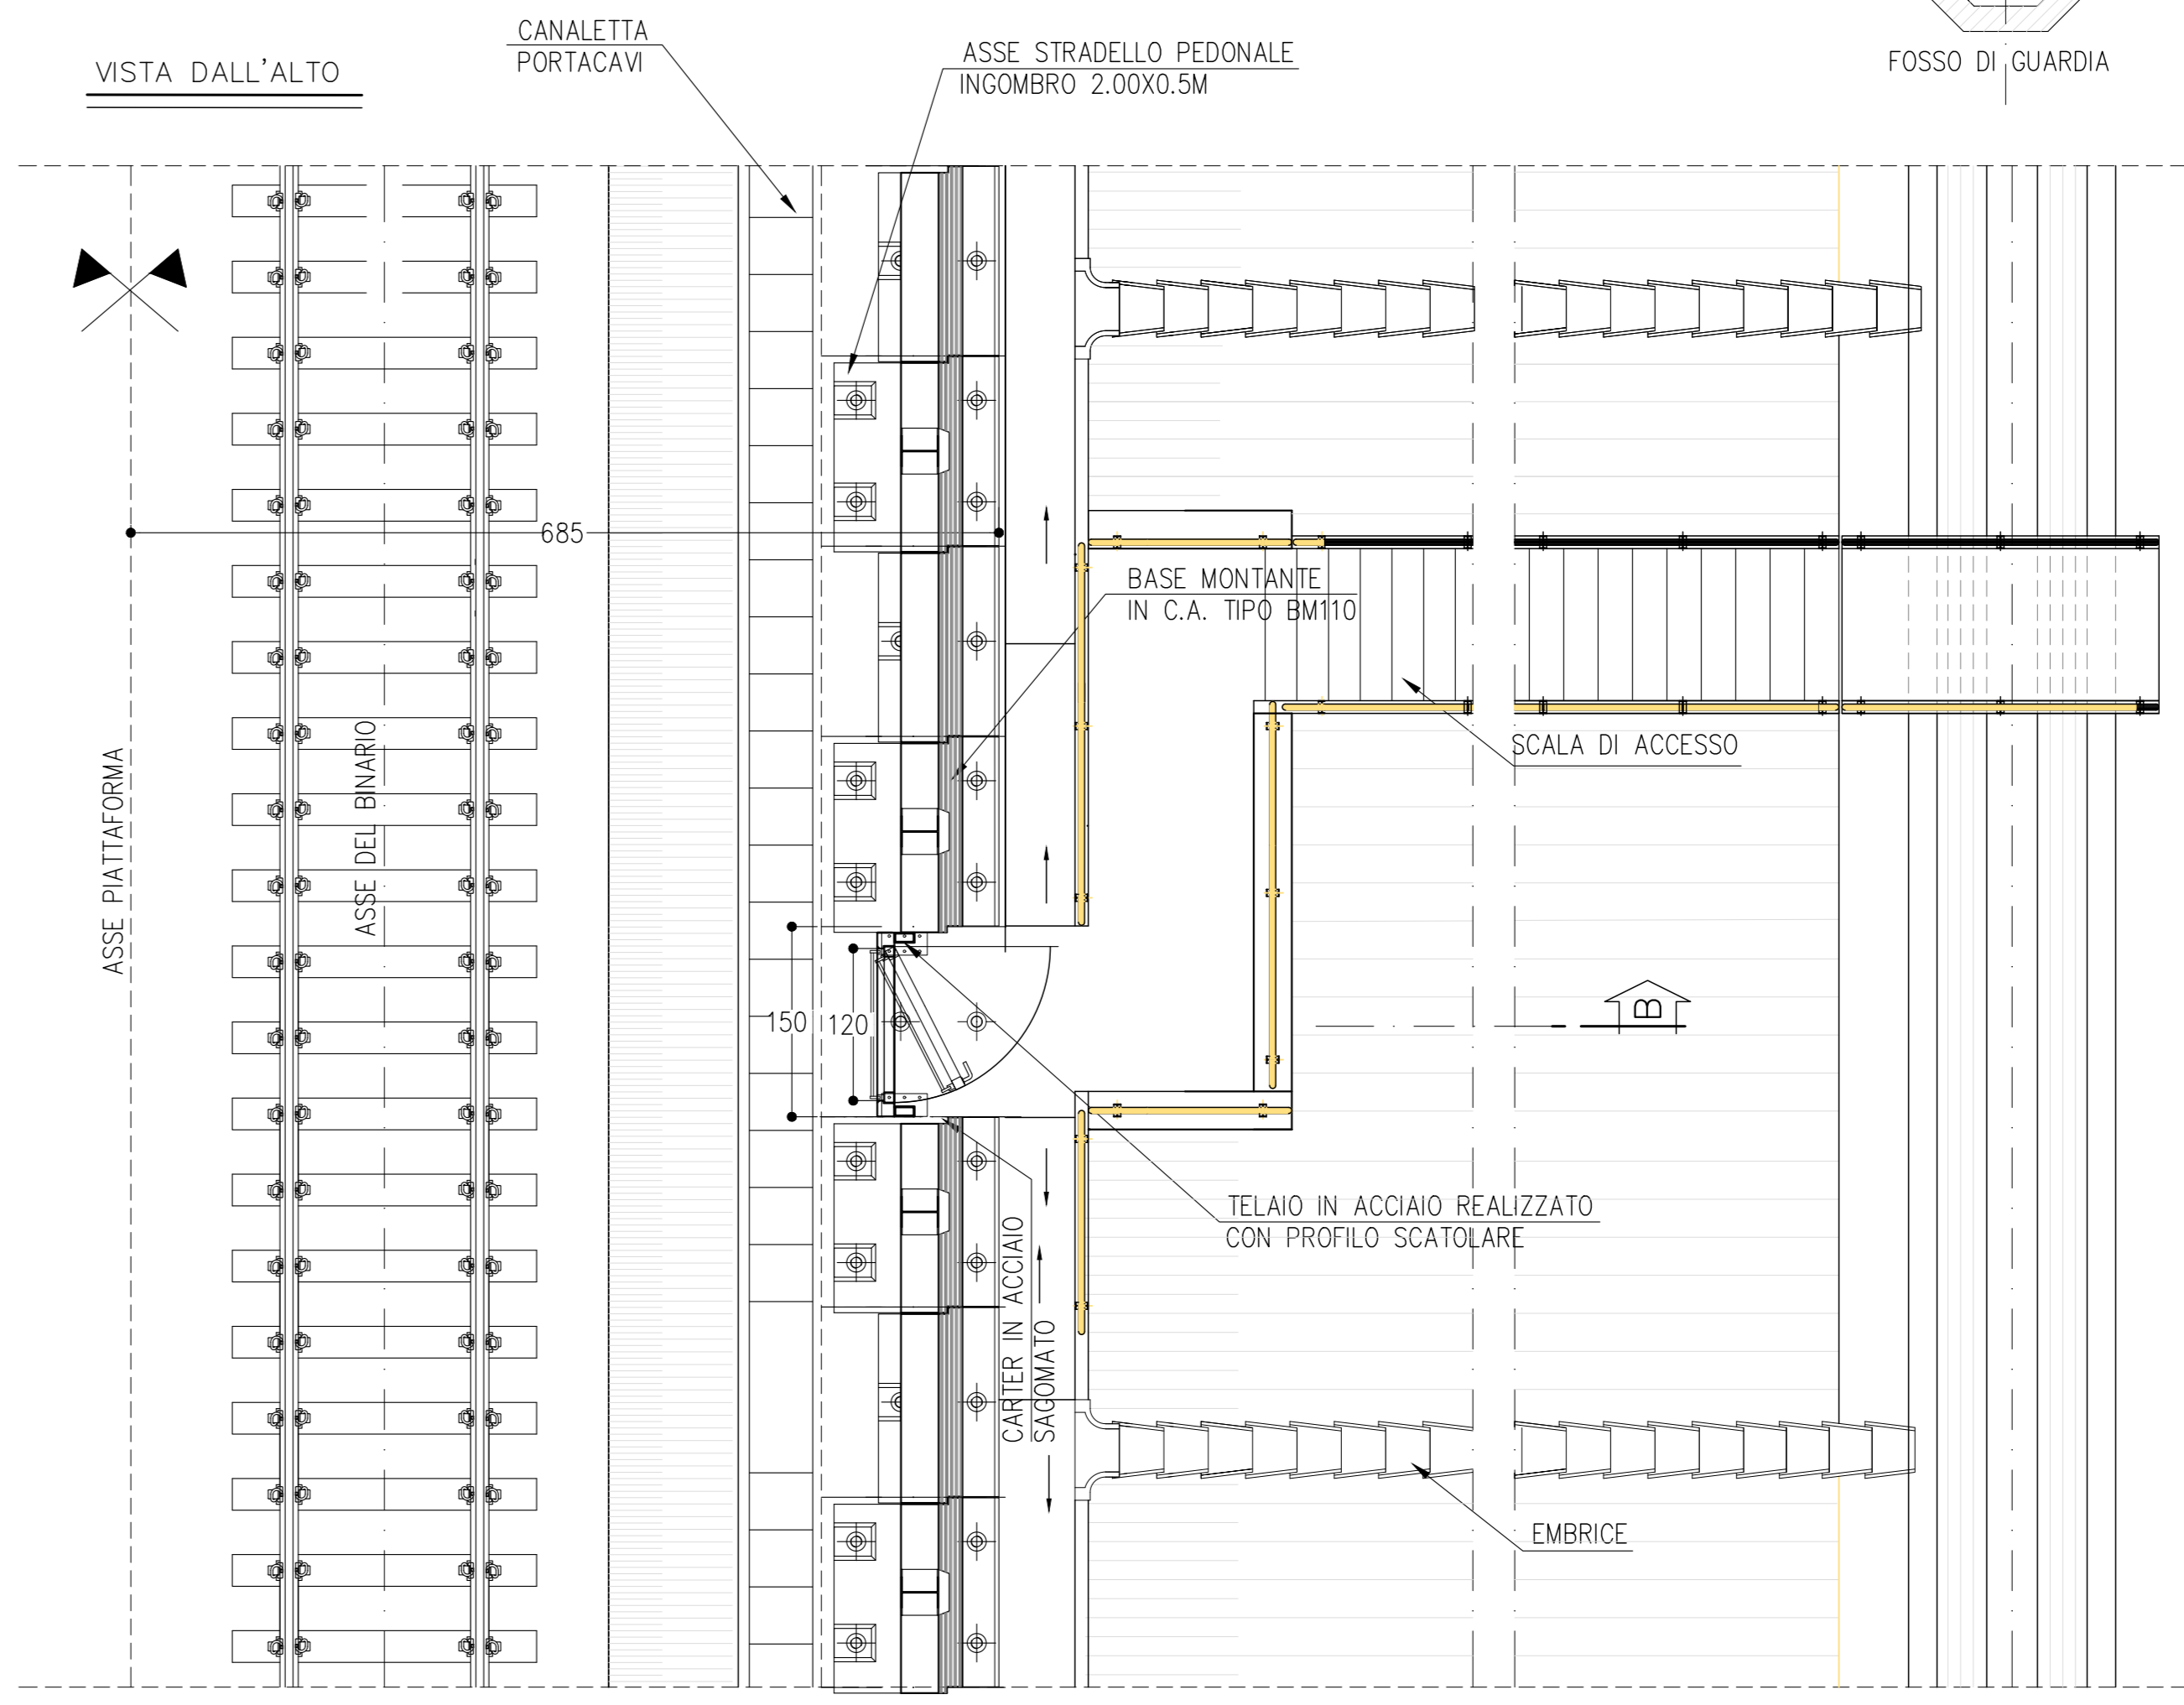 CANALETTA
PORTACAVI
ASSE STRADELLO PEDONALE
INGOMBRO 2.00X0.5M
VISTA DALL'ALTO
FOSSO DI GUARDIA
685
BASE MONTANTE
IN C.A. TIPO BM110
SCALA DI ACCESSO
ASSE PIATTAFORMA
ASSE DEL BINARIO
150
120
B
TELAIO IN ACCIAIO REALIZZATO
CON PROFILO SCATOLARE
CARTER IN ACCIAIO
SAGOMATO
EMBRICE